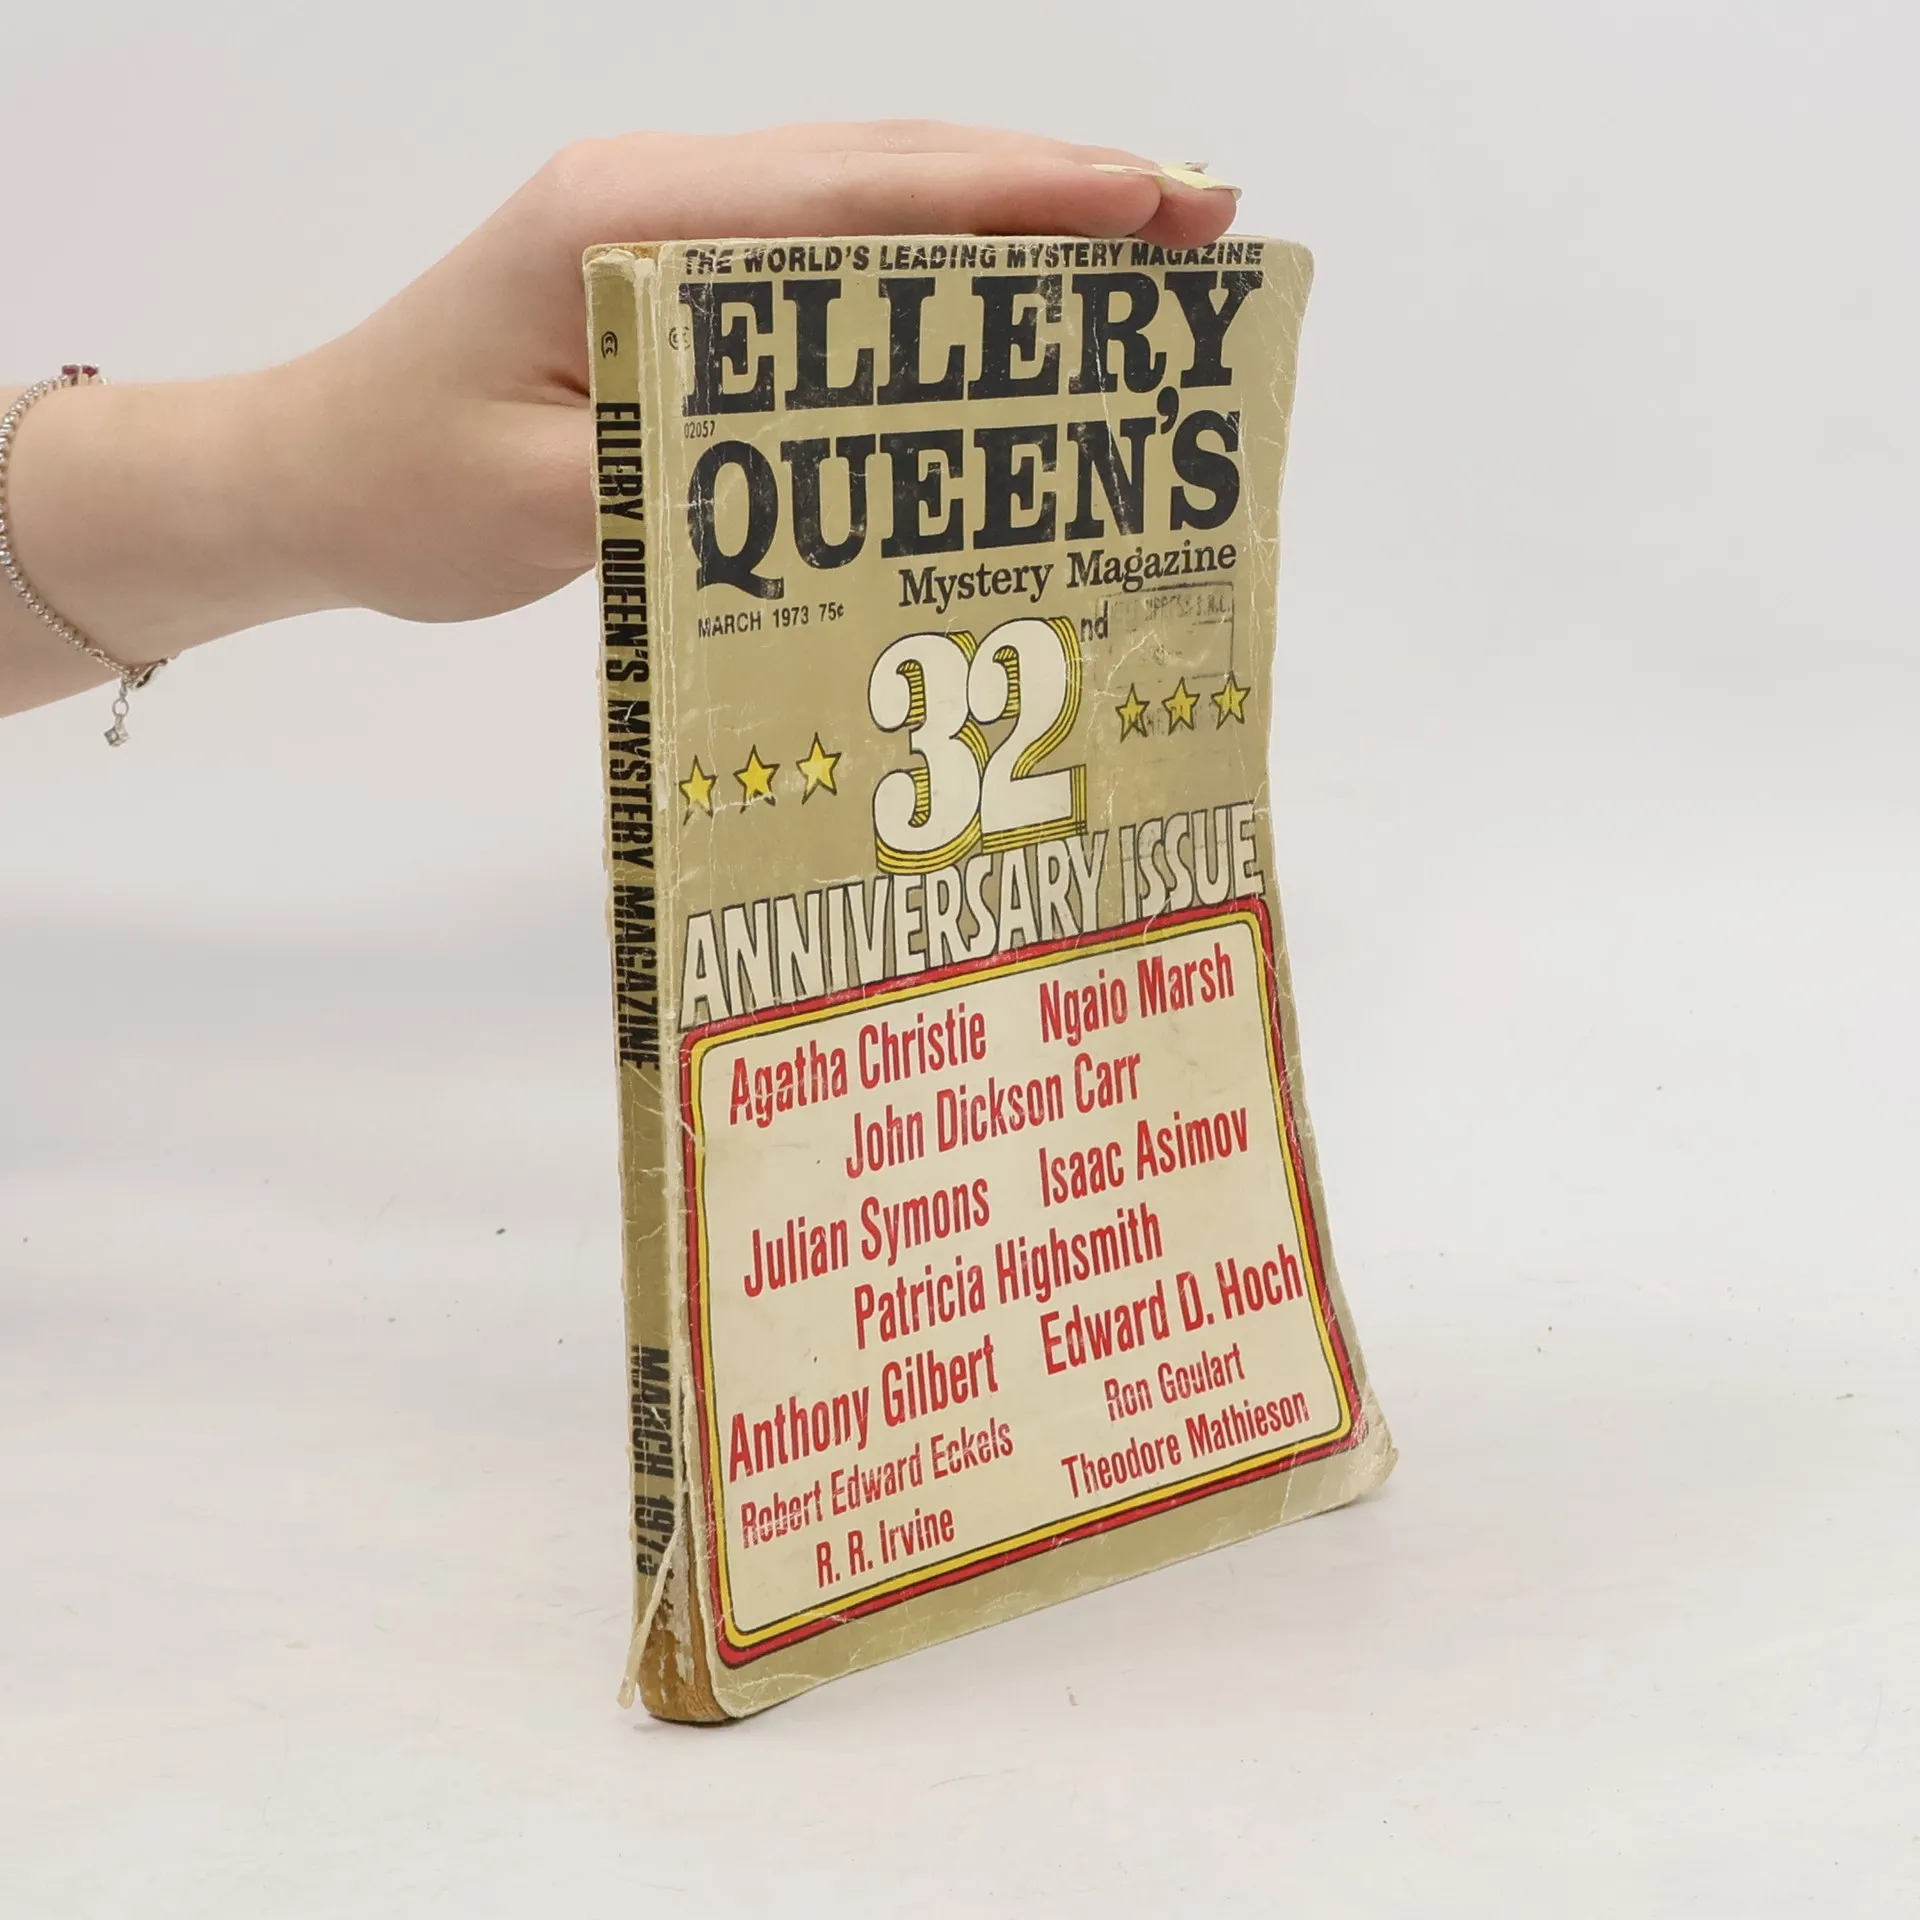 THE WORLD'S LEADING MYSTERY MAGAZINE
ELLERY
QUEEN'S
02057
Mystery Magazine
MARCH 1973 75¢
32nd
ANNIVERSARY ISSUE
Agatha Christie Ngaio Marsh
John Dickson Carr
Julian Symons Isaac Asimov
Patricia Highsmith
Anthony Gilbert Edward D. Hoch
Robert Edward Eckels Ron Goulart
R. R. Irvine Theodore Mathieson
ELLERY QUEEN'S MYSTERY MAGAZINE MARCH 1973